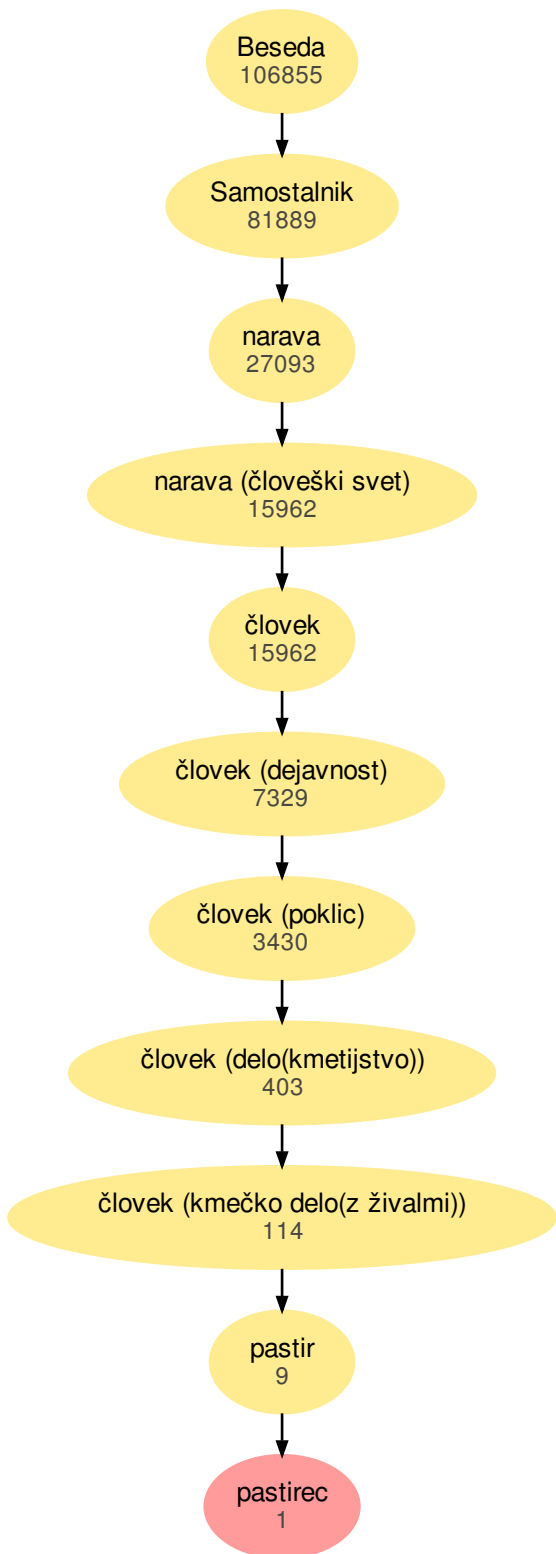 Beseda
106855
Samostalnik
81889
narava
27093
narava (človeški svet)
15962
človek
15962
človek (dejavnost)
7329
človek (poklic)
3430
človek (delo(kmetijstvo))
403
človek (kmečko delo(z živalmi))
114
pastir
9
pastirec
1